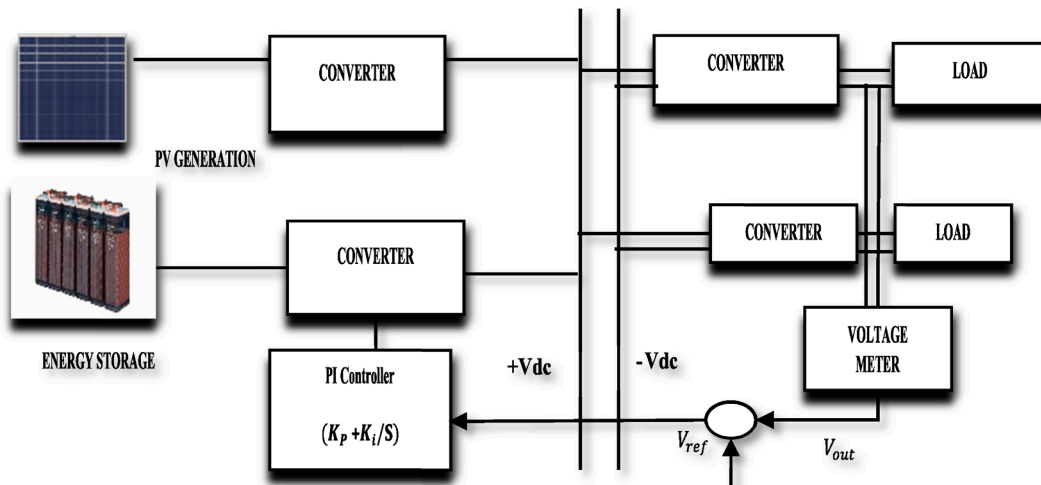 CONVERTER
CONVERTER
LOAD
PV GENERATION
CONVERTER
CONVERTER
LOAD
ENERGY STORAGE
PI Controller
(K_P +K_i/S)
+Vdc
-Vdc
VOLTAGE
METER
V_ref
V_out